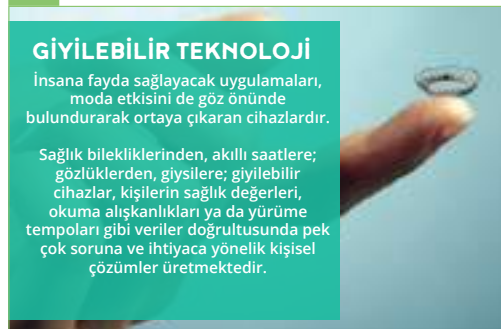 GİYİLEBİLİR TEKNOLOJİ
İnsana fayda sağlayacak uygulamaları,
moda etkisini de göz önünde
bulundurarak ortaya çıkaran cihazlardır.
Sağlık bilekliklerinden, akıllı saatlere;
gözlüklerden, giysilere; giyilebilir
cihazlar, kişilerin sağlık değerleri,
okuma alışkanlıkları ya da yürüme
tempoları gibi veriler doğrultusunda pek
çok soruna ve ihtiyaca yönelik kişisel
çözümler üretmektedir.